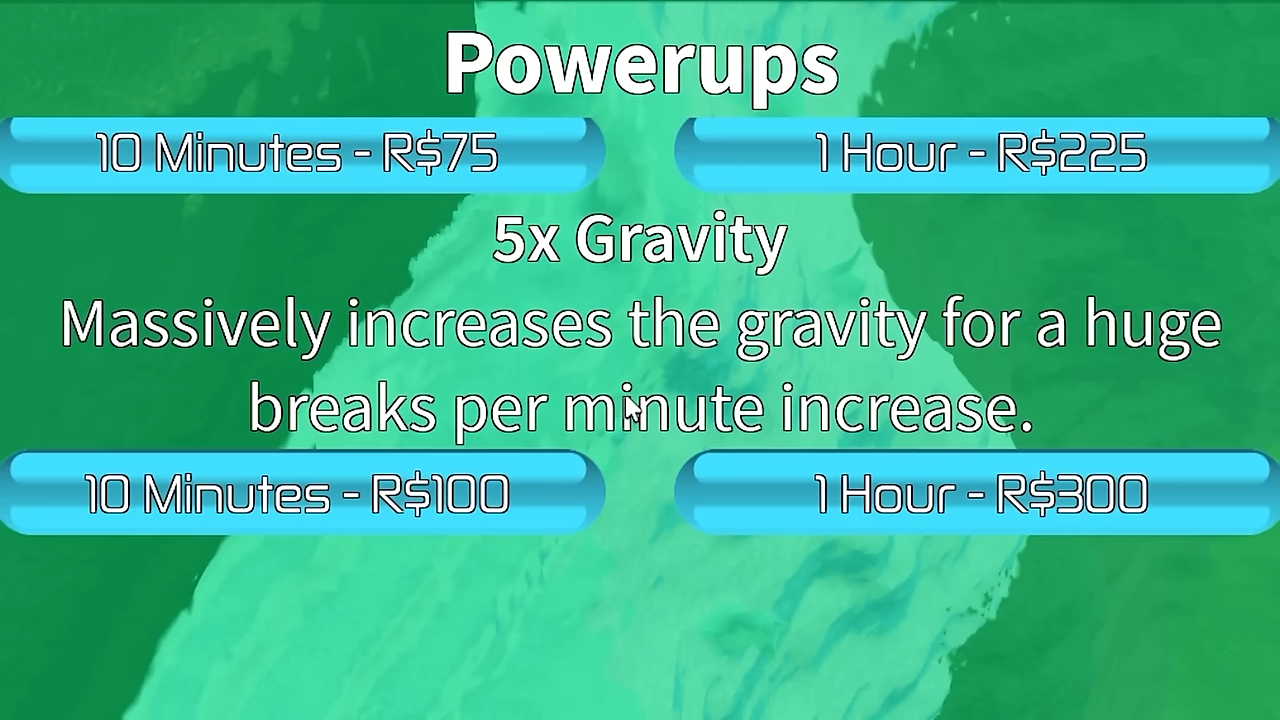 Powerups
10 Minutes - R$75
1 Hour - R$225
5x Gravity
Massively increases the gravity for a huge
breaks per minute increase.
10 Minutes - R$100
1 Hour - R$300